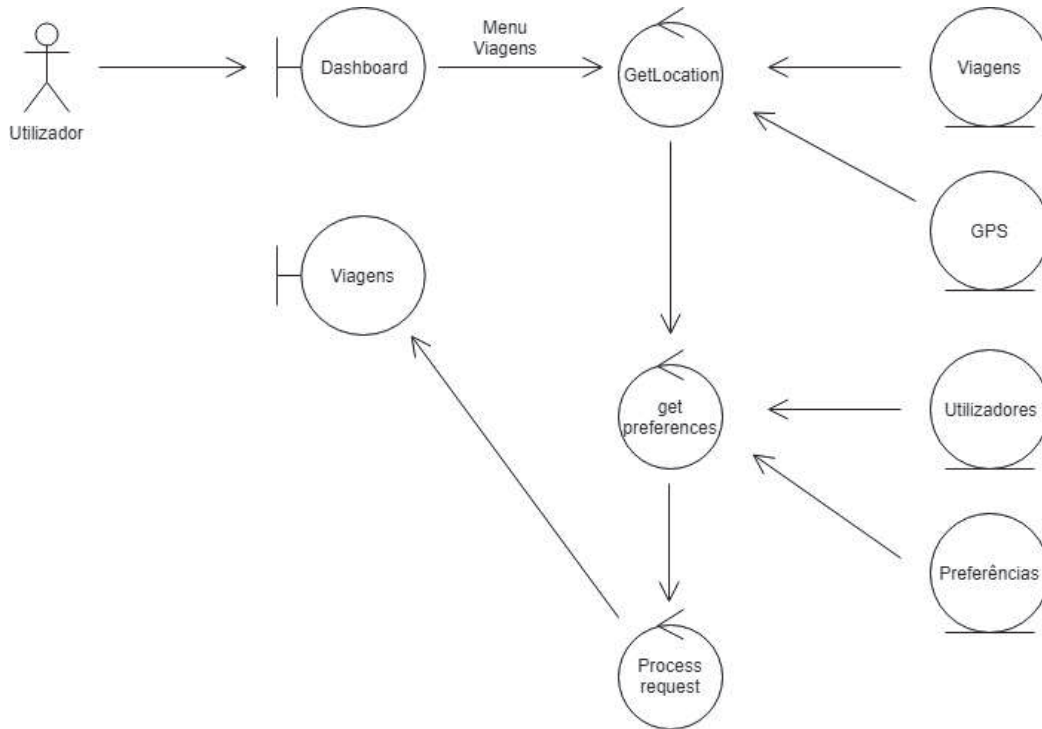 Menu
Viagens
Dashboard
GetLocation
Viagens
Utilizador
GPS
Viagens
get
preferences
Utilizadores
Preferências
Process
request